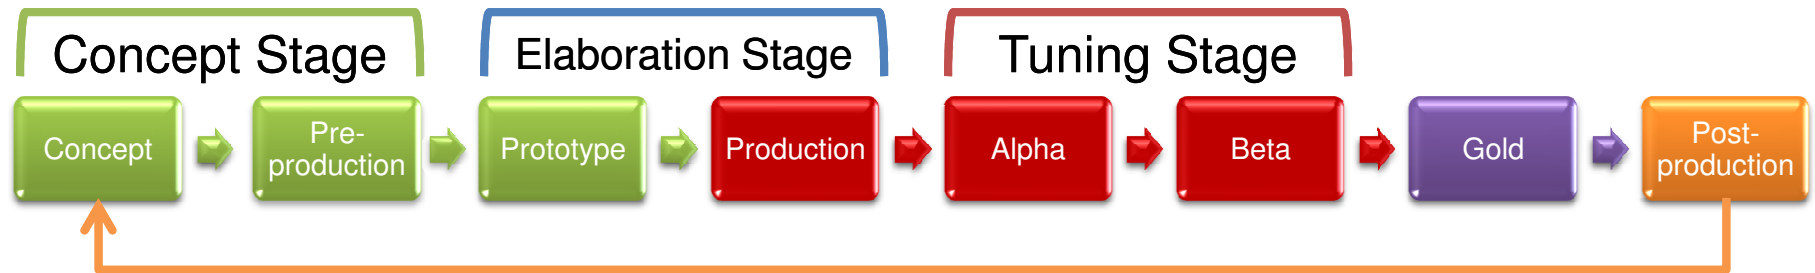 Concept Stage
Elaboration Stage
Tuning Stage
Concept
Pre-
production
Prototype
Production
Alpha
Beta
Gold
Post-
production